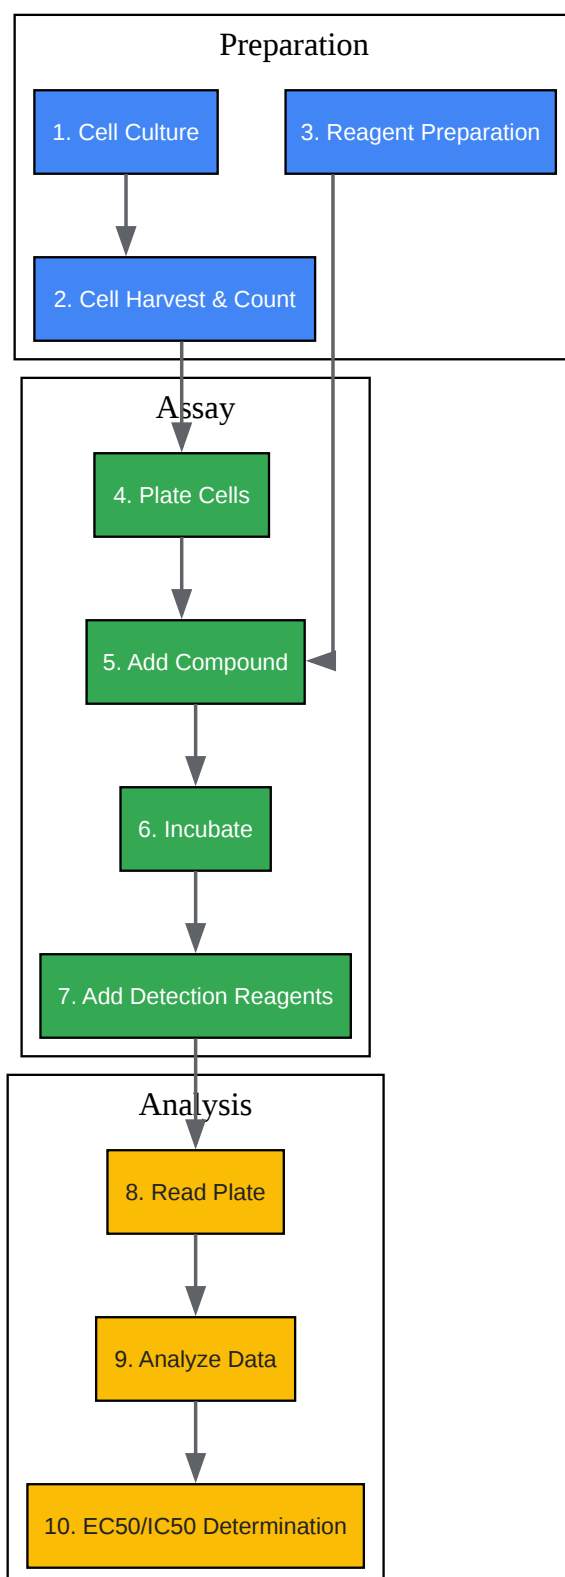 Preparation
1. Cell Culture
3. Reagent Preparation
2. Cell Harvest & Count
Assay
4. Plate Cells
5. Add Compound
6. Incubate
7. Add Detection Reagents
Analysis
8. Read Plate
9. Analyze Data
10. EC50/IC50 Determination